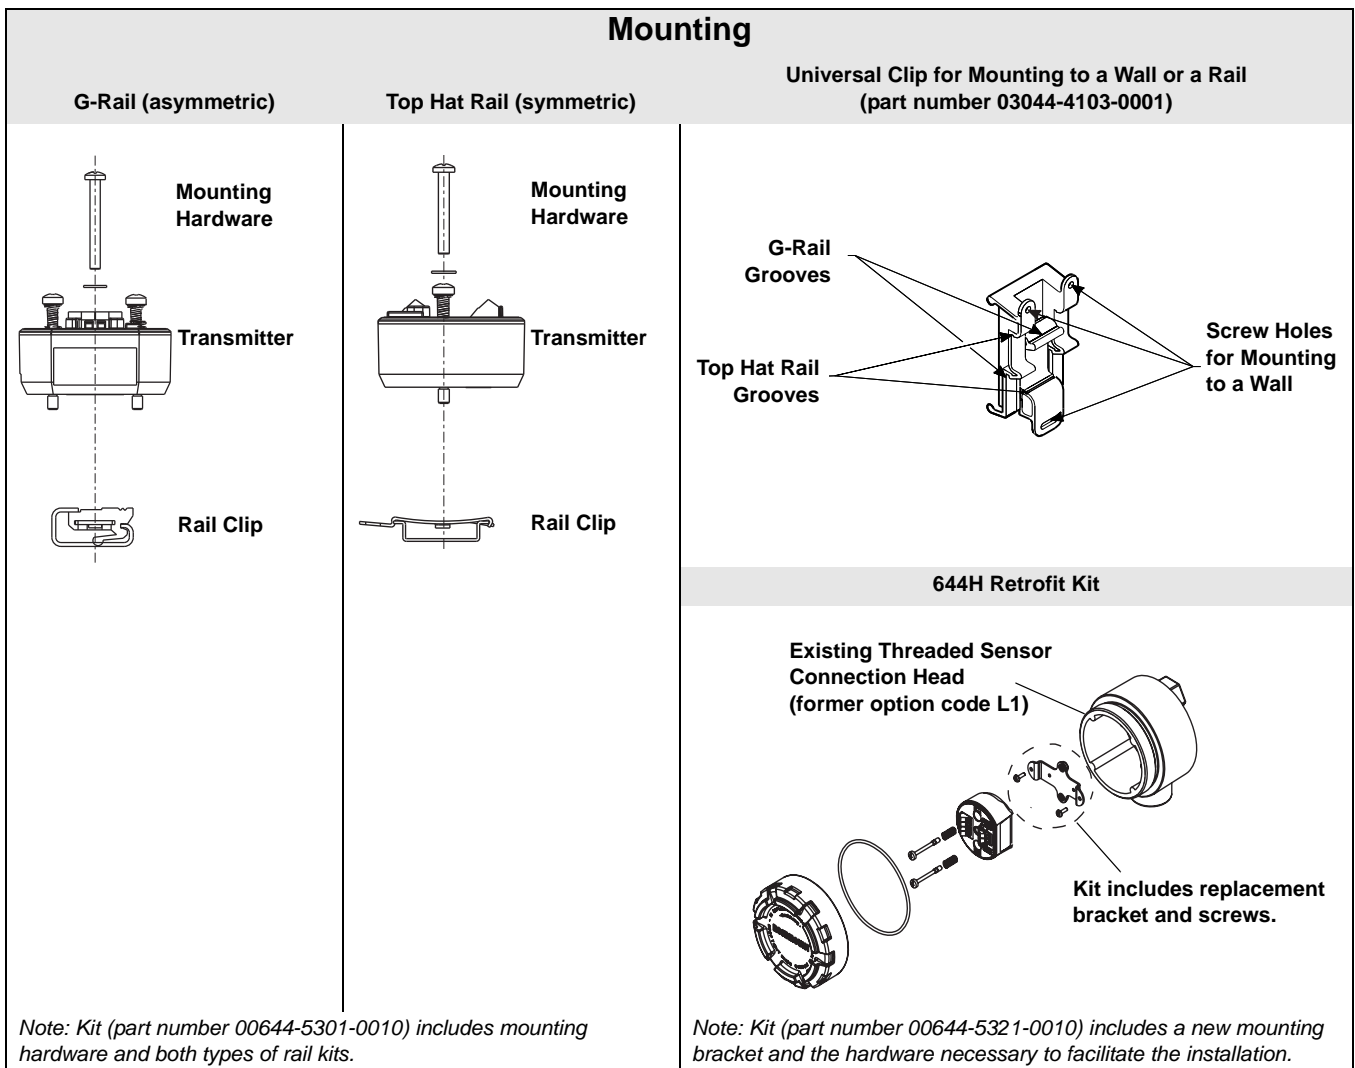 Mounting
G-Rail (asymmetric)
Top Hat Rail (symmetric)
Universal Clip for Mounting to a Wall or a Rail
(part number 03044-4103-0001)
Mounting
Hardware
Transmitter
Rail Clip
Mounting
Hardware
Transmitter
Rail Clip
G-Rail
Grooves
Top Hat Rail
Grooves
Screw Holes
for Mounting
to a Wall
644H Retrofit Kit
Existing Threaded Sensor
Connection Head
(former option code L1)
Kit includes replacement
bracket and screws.
Note: Kit (part number 00644-5301-0010) includes mounting
hardware and both types of rail kits.
Note: Kit (part number 00644-5321-0010) includes a new mounting
bracket and the hardware necessary to facilitate the installation.